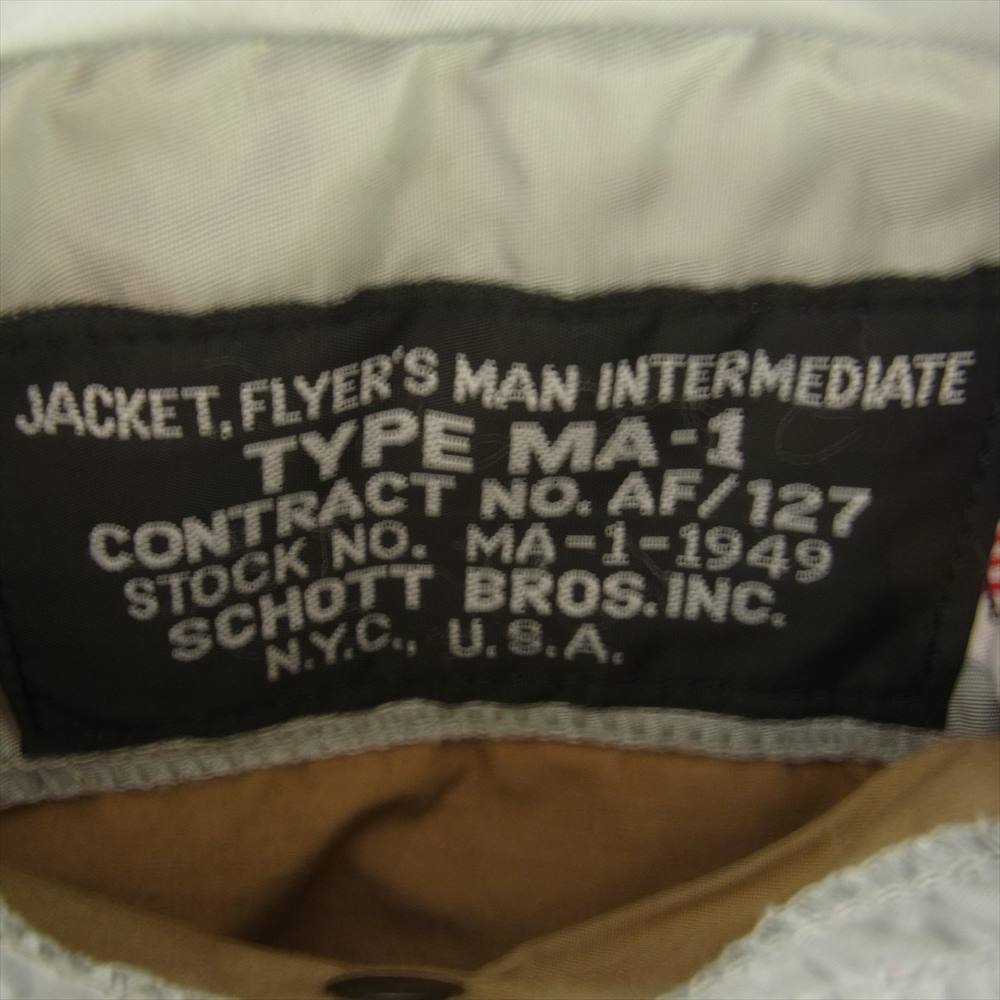 JACKET, FLYER'S MAN INTERMEDIATE
TYPE MA-1
CONTRACT NO. AF/127
STOCK NO. MA-1-1949
SCHOTT BROS. INC.
N.Y.C., U.S.A.